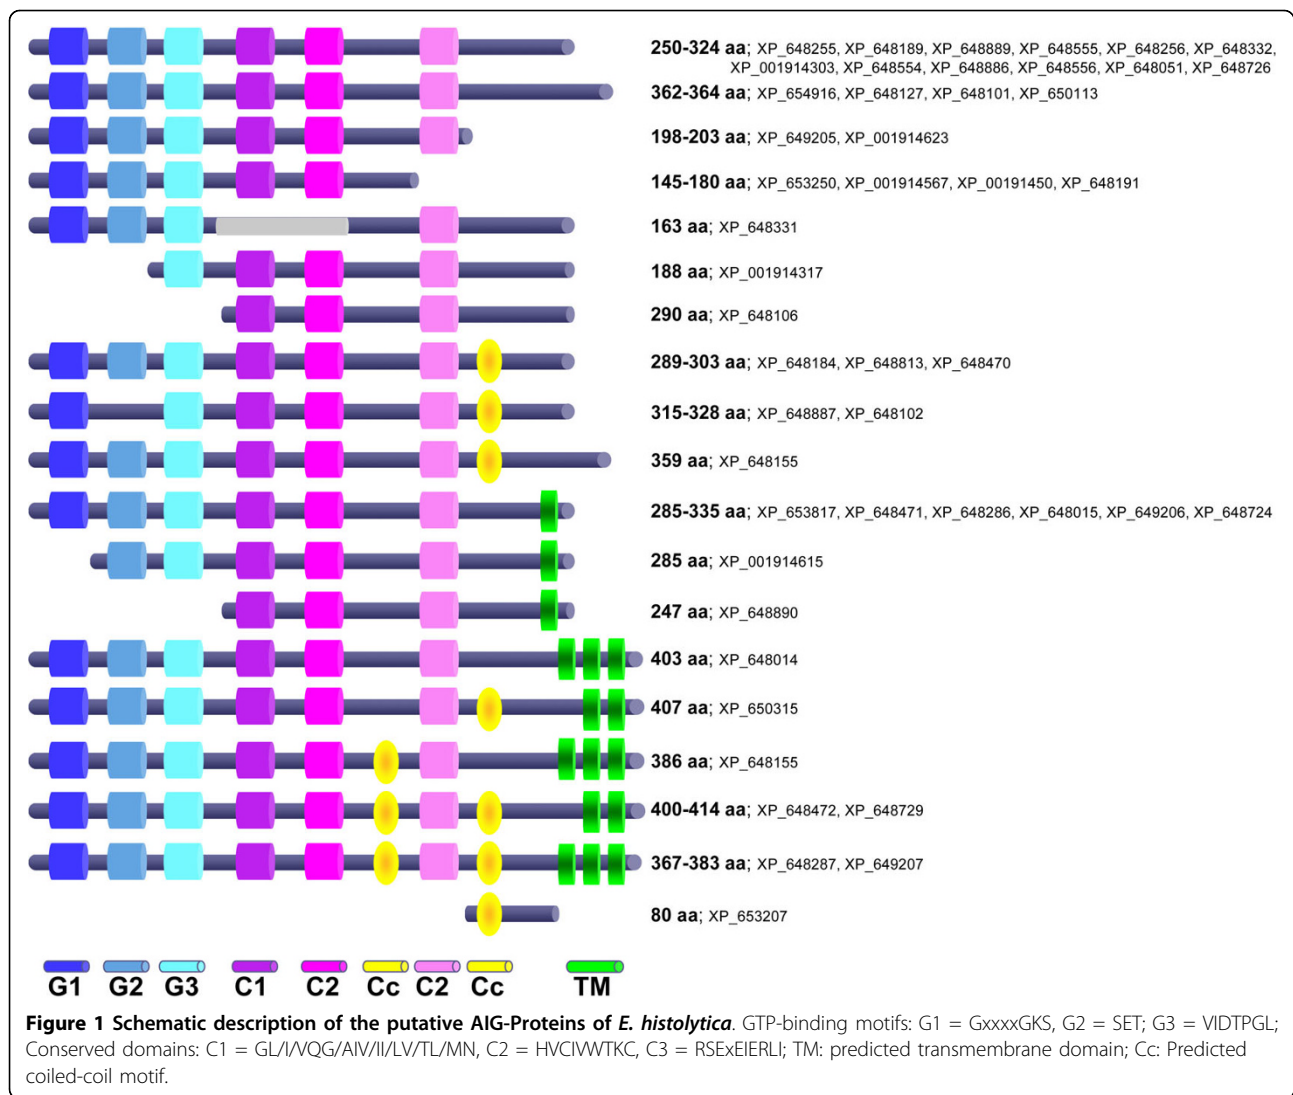 250-324 aa; XP_648255, XP_648189, XP_648889, XP_648555, XP_648256, XP_648332,
XP_001914303, XP_648554, XP_648886, XP_648556, XP_648051, XP_648726
362-364 aa; XP_654916, XP_648127, XP_648101, XP_650113
198-203 aa; XP_649205, XP_001914623
145-180 aa; XP_653250, XP_001914567, XP_00191450, XP_648191
163 aa; XP_648331
188 aa; XP_001914317
290 aa; XP_648106
289-303 aa; XP_648184, XP_648813, XP_648470
315-328 aa; XP_648887, XP_648102
359 aa; XP_648155
285-335 aa; XP_653817, XP_648471, XP_648286, XP_648015, XP_649206, XP_648724
285 aa; XP_001914615
247 aa; XP_648890
403 aa; XP_648014
407 aa; XP_650315
386 aa; XP_648155
400-414 aa; XP_648472, XP_648729
367-383 aa; XP_648287, XP_649207
80 aa; XP_653207
G1 G2 G3 C1 C2 Cc C2 Cc TM
Figure 1 Schematic description of the putative AIG-Proteins of E. histolytica. GTP-binding motifs: G1 = GxxxxGKS, G2 = SET; G3 = VIDTPGL;
Conserved domains: C1 = GL/I/VQG/AIV/II/LV/TL/MN, C2 = HVCIVWTKC, C3 = RSExEIERLI; TM: predicted transmembrane domain; Cc: Predicted
coiled-coil motif.